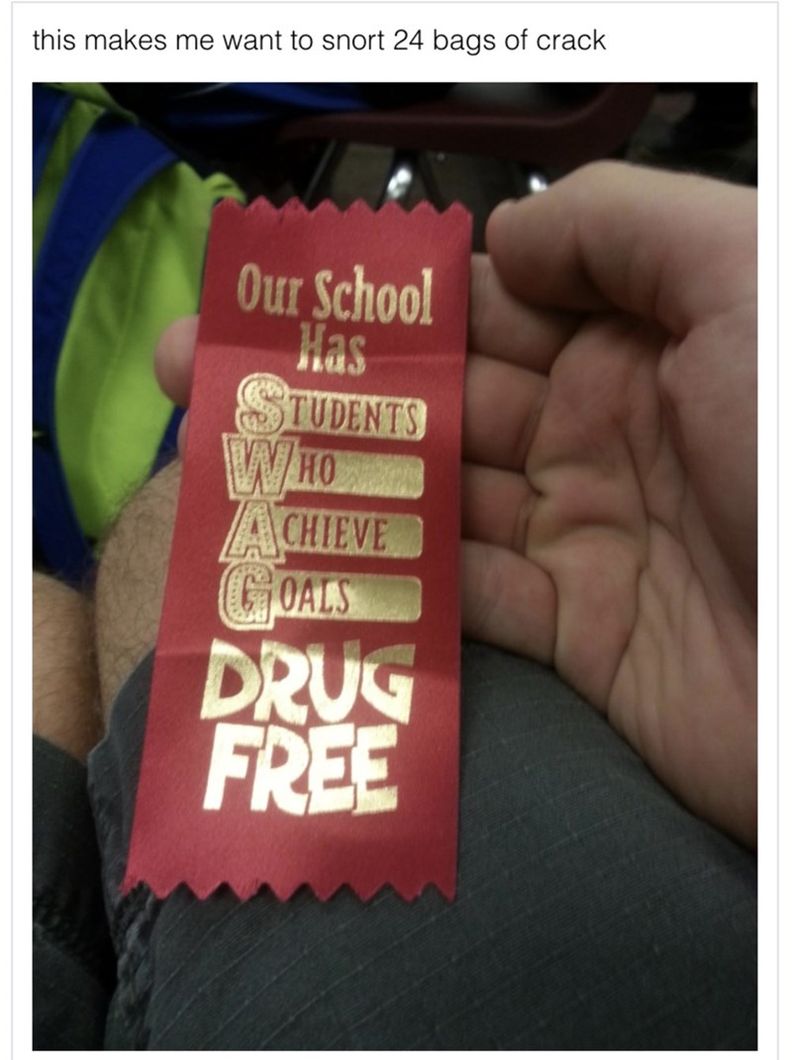 this makes me want to snort 24 bags of crack
Our School
Has
STUDENTS
WHO
ACHIEVE
GOALS
DRUG
FREE